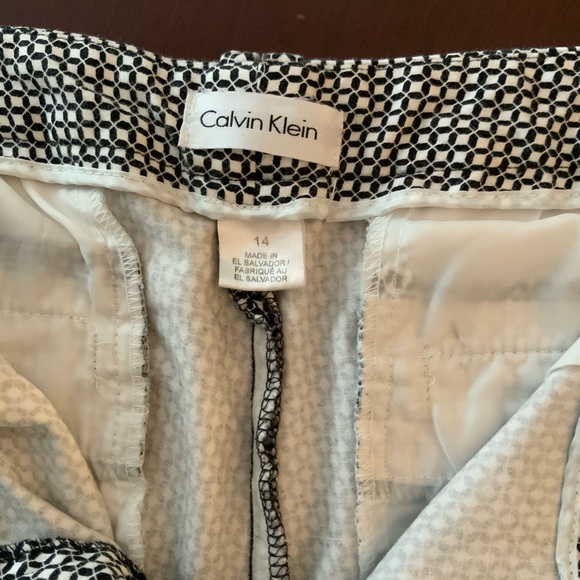 Calvin Klein
14
MADE IN
EL SALVADOR /
FABRIQUÉ AU
EL SALVADOR